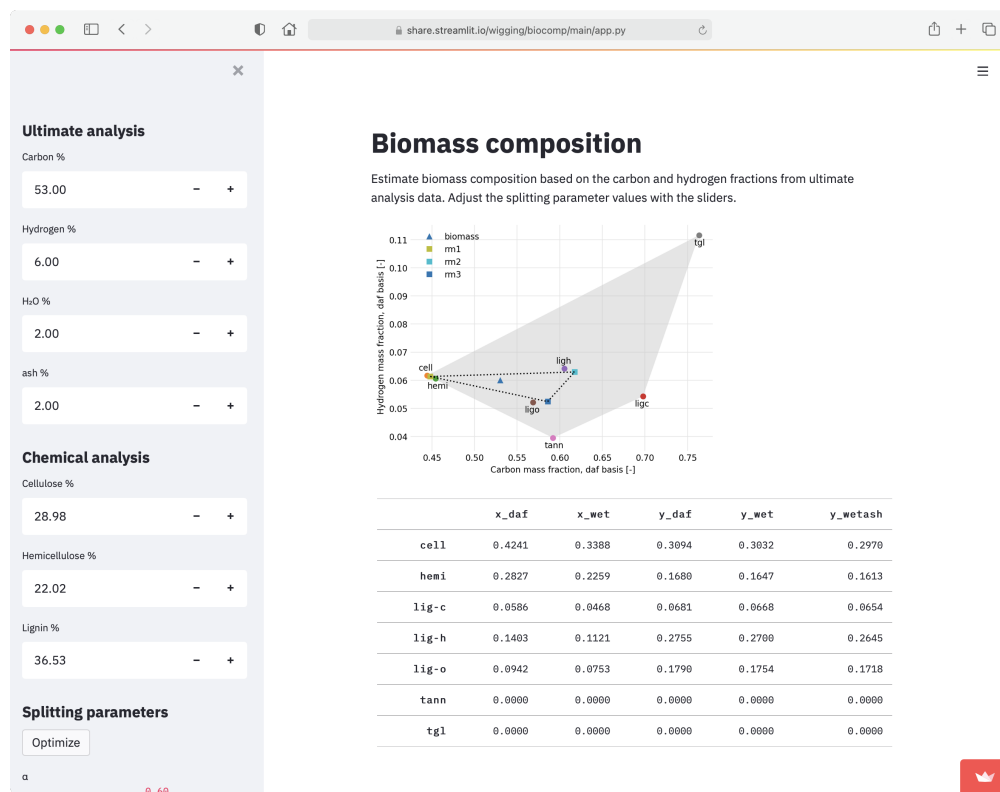 share.streamlit.io/wigging/biocomp/main/app.py
Ultimate analysis
Carbon %
53.00
Hydrogen %
6.00
H₂O %
2.00
ash %
2.00
Chemical analysis
Cellulose %
28.98
Hemicellulose %
22.02
Lignin %
36.53
Splitting parameters
Optimize
α
0.60
Biomass composition
Estimate biomass composition based on the carbon and hydrogen fractions from ultimate
analysis data. Adjust the splitting parameter values with the sliders.
biomass
rm1
rm2
rm3
tgl
cell
hemi
ligh
ligo
ligc
tann
Hydrogen mass fraction, daf basis [-]
0.11
0.10
0.09
0.08
0.07
0.06
0.05
0.04
0.45 0.50 0.55 0.60 0.65 0.70 0.75
Carbon mass fraction, daf basis [-]
x_daf x_wet y_daf y_wet y_wetash
cell 0.4241 0.3388 0.3094 0.3032 0.2970
hemi 0.2827 0.2259 0.1680 0.1647 0.1613
lig-c 0.0586 0.0468 0.0681 0.0668 0.0654
lig-h 0.1403 0.1121 0.2755 0.2700 0.2645
lig-o 0.0942 0.0753 0.1790 0.1754 0.1718
tann 0.0000 0.0000 0.0000 0.0000 0.0000
tgl 0.0000 0.0000 0.0000 0.0000 0.0000